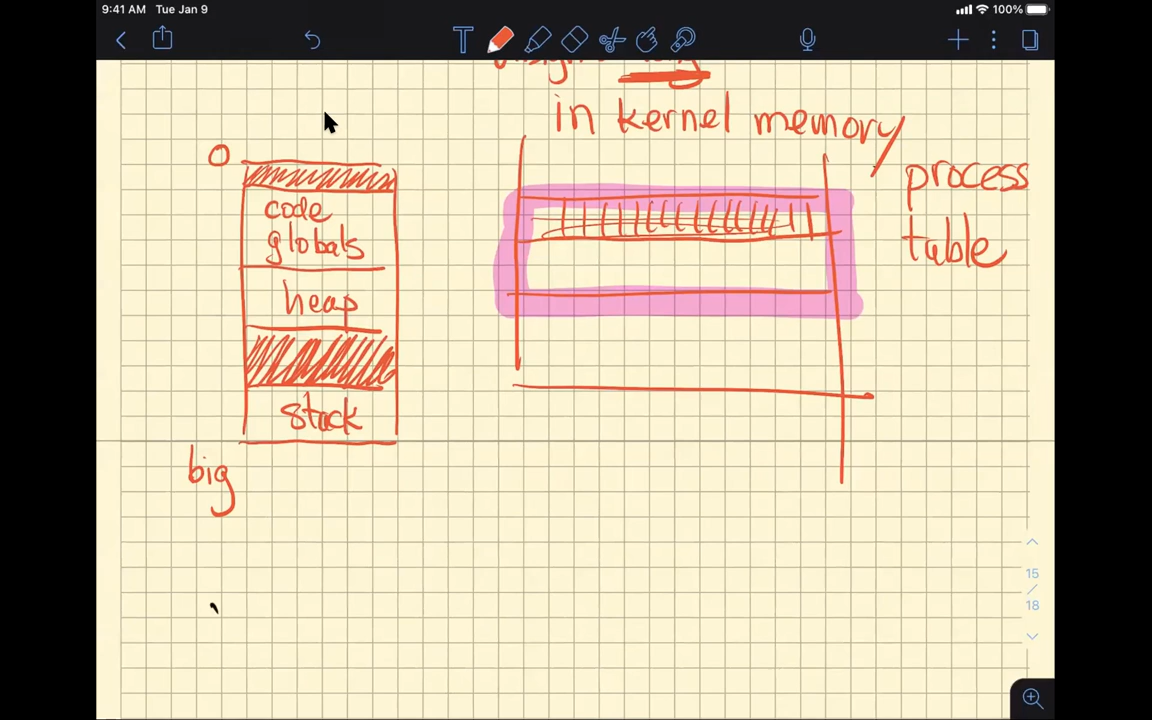 9:41 AM Tue Jan 9
100%
T
in kernel memory
process
table
0
code
globals
heap
stack
big
15
/
18